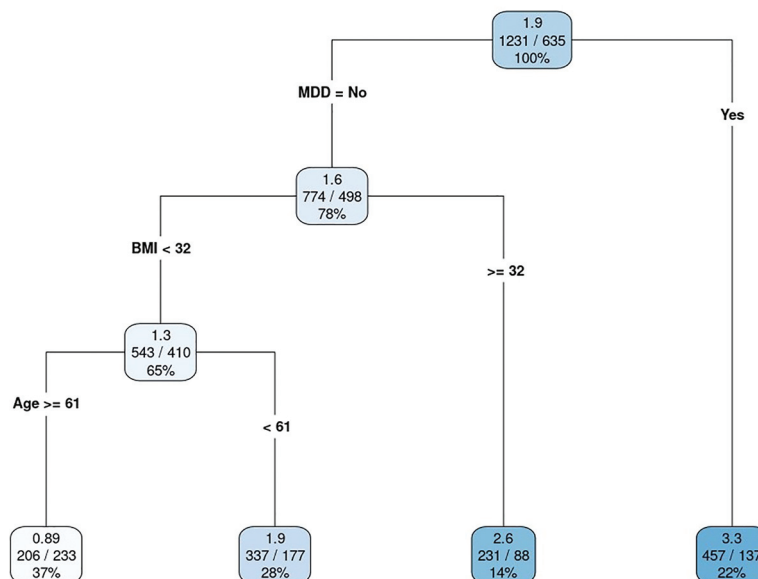 1.9
1231 / 635
100%
MDD = No
Yes
1.6
774 / 498
78%
BMI < 32
>= 32
1.3
543 / 410
65%
Age >= 61
< 61
0.89
206 / 233
37%
1.9
337 / 177
28%
2.6
231 / 88
14%
3.3
457 / 137
22%